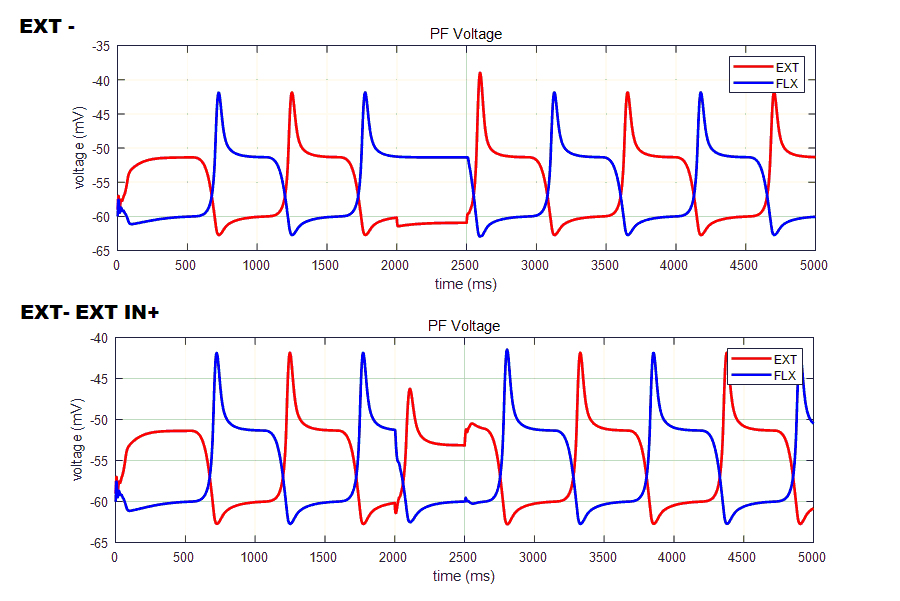 EXT -
PF Voltage
-35
-40
-45
-50
-55
-60
-65
voltage (mV)
EXT
FLX
0 500 1000 1500 2000 2500 3000 3500 4000 4500 5000
time (ms)
EXT- EXT IN+
PF Voltage
-40
-45
-50
-55
-60
-65
voltage (mV)
EXT
FLX
0 500 1000 1500 2000 2500 3000 3500 4000 4500 5000
time (ms)